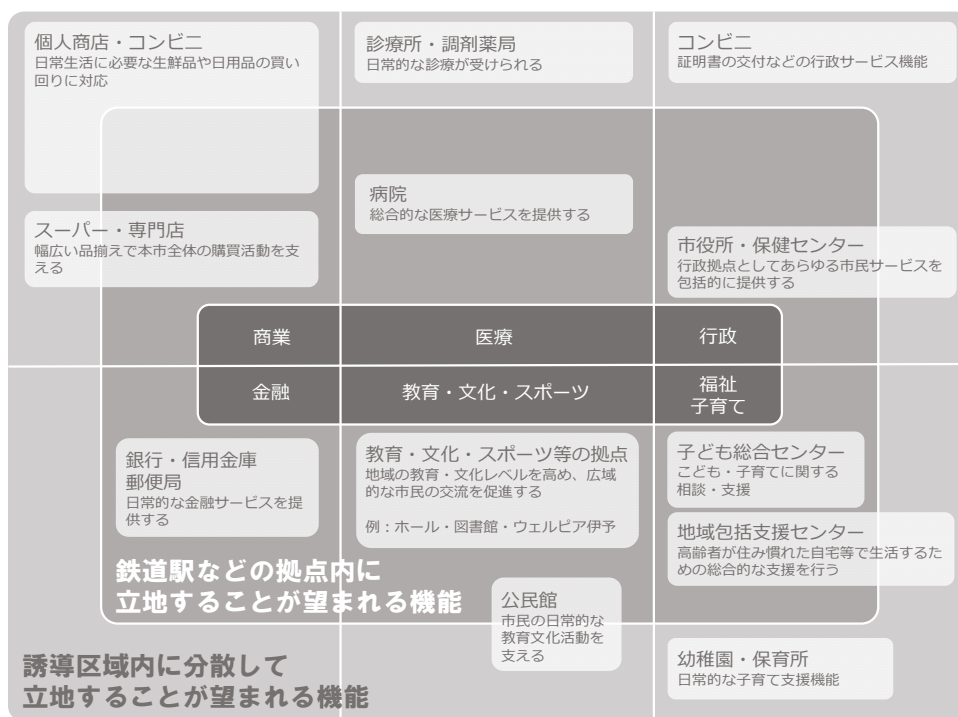 個人商店・コンビニ
日常生活に必要な生鮮品や日用品の買い
回りに対応
診療所・調剤薬局
日常的な診療が受けられる
コンビニ
証明書の交付などの行政サービス機能
病院
総合的な医療サービスを提供する
スーパー・専門店
幅広い品揃えで本市全体の購買活動を支
える
市役所・保健センター
行政拠点としてあらゆる市民サービスを
包括的に提供する
商業
医療
行政
金融
教育・文化・スポーツ
福祉
子育て
銀行・信用金庫
郵便局
日常的な金融サービスを提
供する
教育・文化・スポーツ等の拠点
地域の教育・文化レベルを高め、広域
的な市民の交流を促進する
例：ホール・図書館・ウェルピア伊予
子ども総合センター
こども・子育てに関する
相談・支援
地域包括支援センター
高齢者が住み慣れた自宅等で生活するた
めの総合的な支援を行う
鉄道駅などの拠点内に
立地することが望まれる機能
公民館
市民の日常的な
教育文化活動を
支える
幼稚園・保育所
日常的な子育て支援機能
誘導区域内に分散して
立地することが望まれる機能